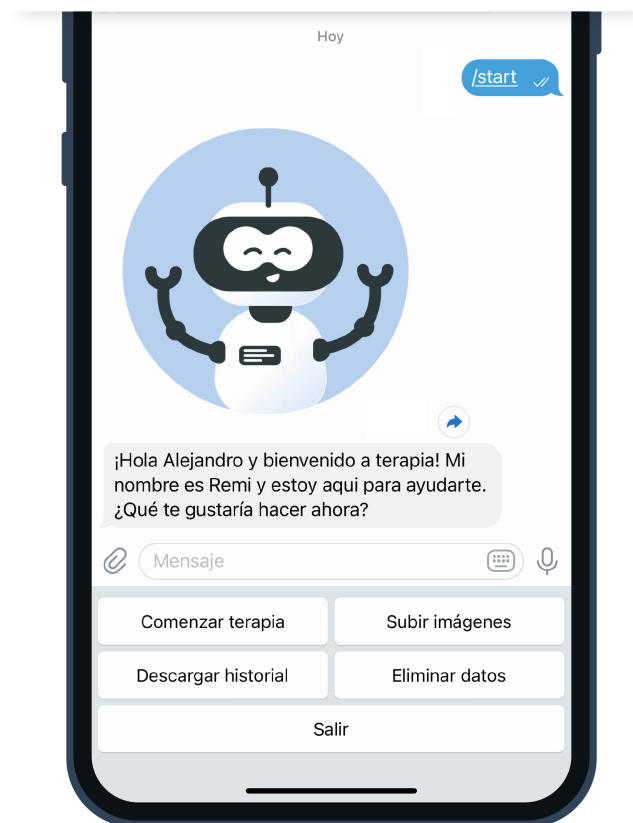 Hoy
/start
¡Hola Alejandro y bienvenido a terapia! Mi
nombre es Remi y estoy aqui para ayudarte.
¿Qué te gustaría hacer ahora?
Mensaje
Comenzar terapia
Subir imágenes
Descargar historial
Eliminar datos
Salir